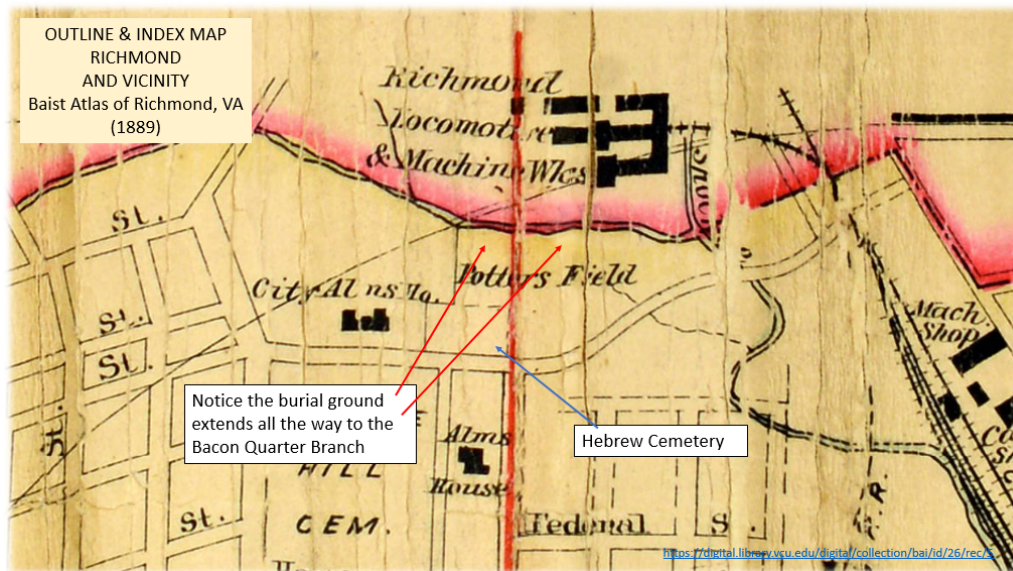 OUTLINE & INDEX MAP
RICHMOND
AND VICINITY
Baist Atlas of Richmond, VA
(1889)
Richmond
Locomotive
& Machine Wks
St.
City Alms Ho.
Potters Field
St.
St.
Mach.
Shop
Notice the burial ground
extends all the way to the
Bacon Quarter Branch
Hebrew Cemetery
St.
Alms
House
HILL
CEM.
St.
Federal
S.
R.
https://digital.library.vcu.edu/digital/collection/bai/id/26/rec/5